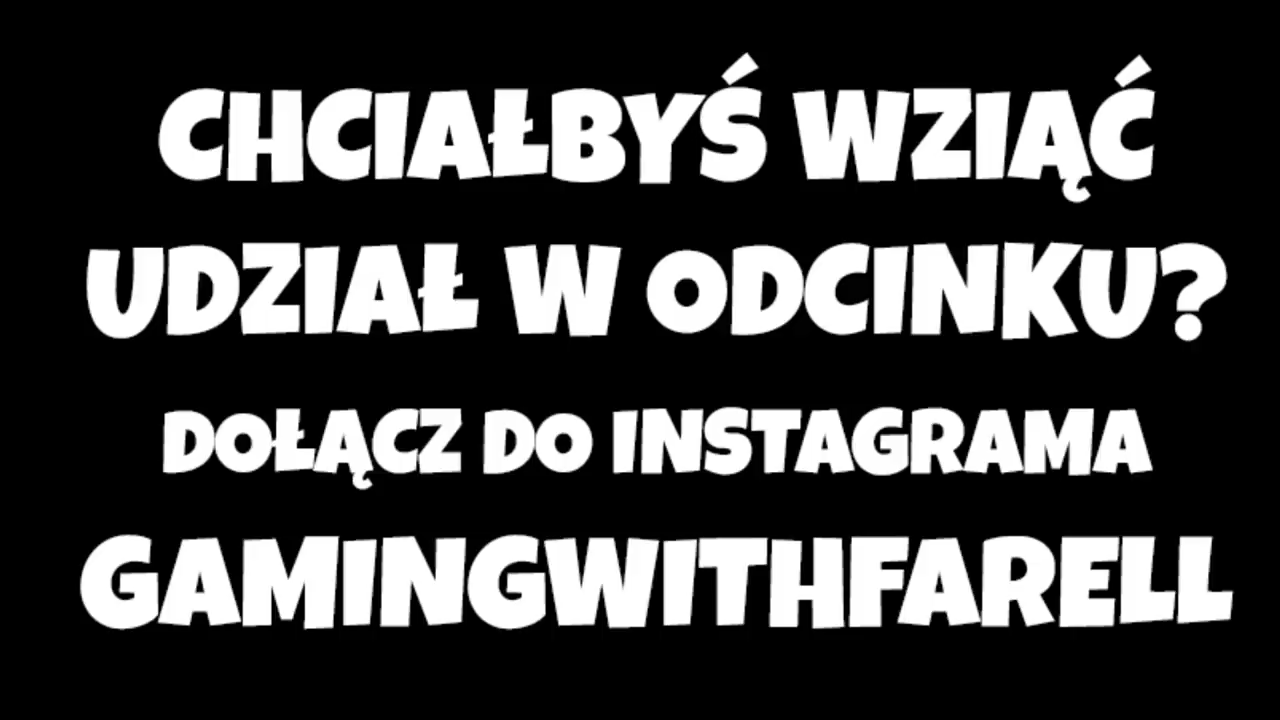 CHCIAŁBYŚ WZIĄĆ
UDZIAŁ W ODCINKU?
DOŁĄCZ DO INSTAGRAMA
GAMINGWITHFARELL